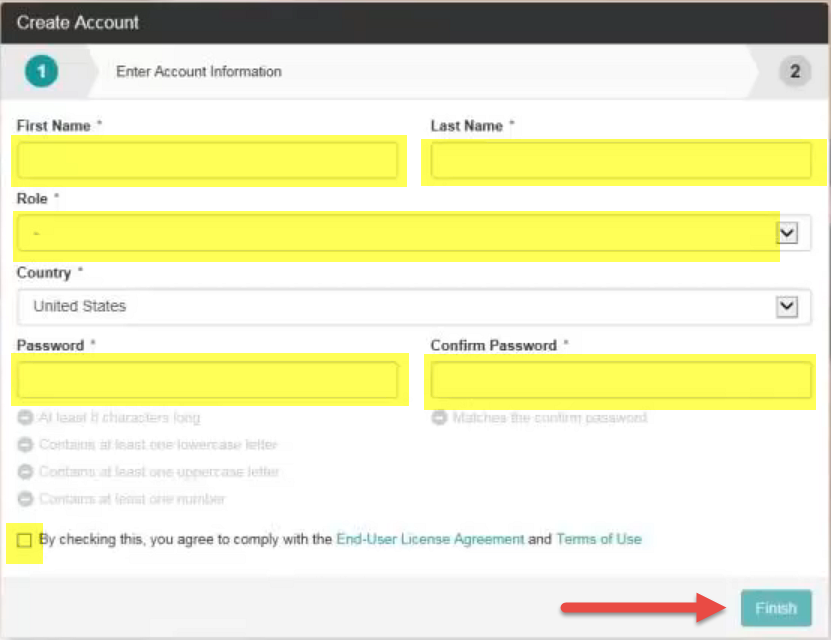 Create Account
1 Enter Account Information 2
First Name * Last Name *
Role *
-
Country *
United States
Password * Confirm Password *
At least 8 characters long Matches the confirm password
Contains at least one lowercase letter
Contains at least one uppercase letter
Contains at least one number
By checking this, you agree to comply with the End-User License Agreement and Terms of Use
Finish